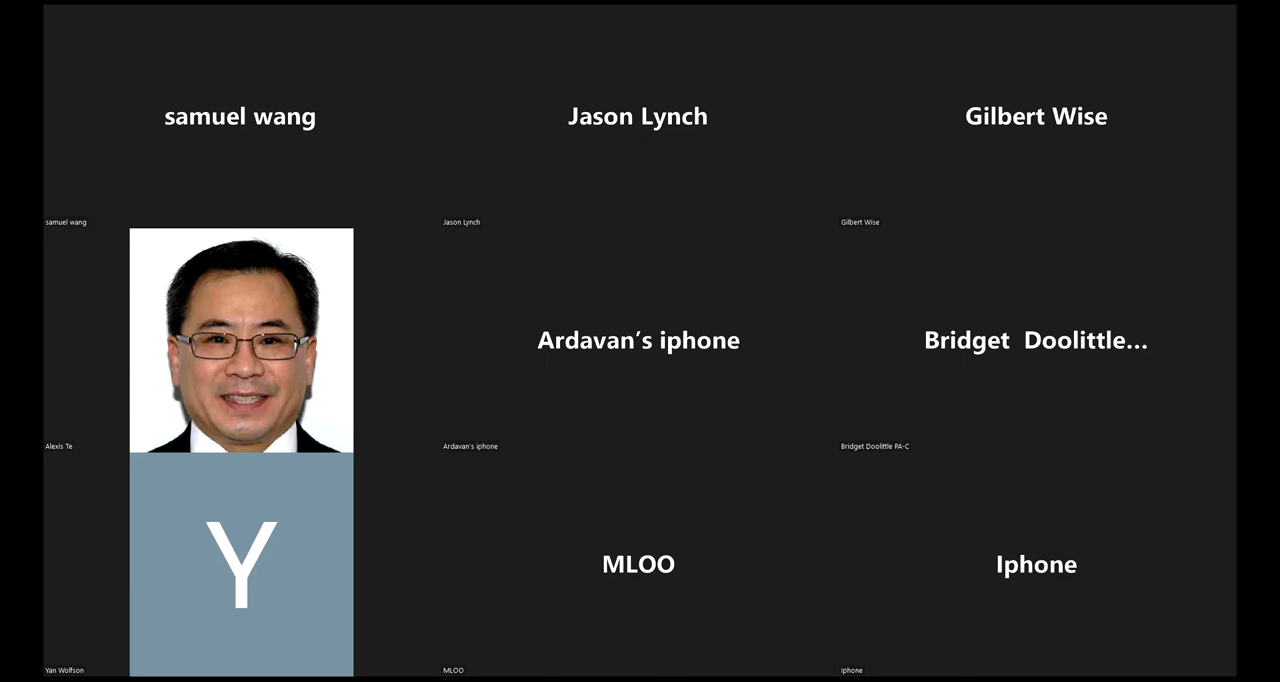 samuel wang
Jason Lynch
Gilbert Wise
samuel wang
Jason Lynch
Gilbert Wise
Ardavan’s iphone
Bridget  Doolittle...
Alexis Te
Ardavan’s iphone
Bridget Doolittle PA-C
Y
MLOO
Iphone
Yan Wolfson
MLOO
Iphone